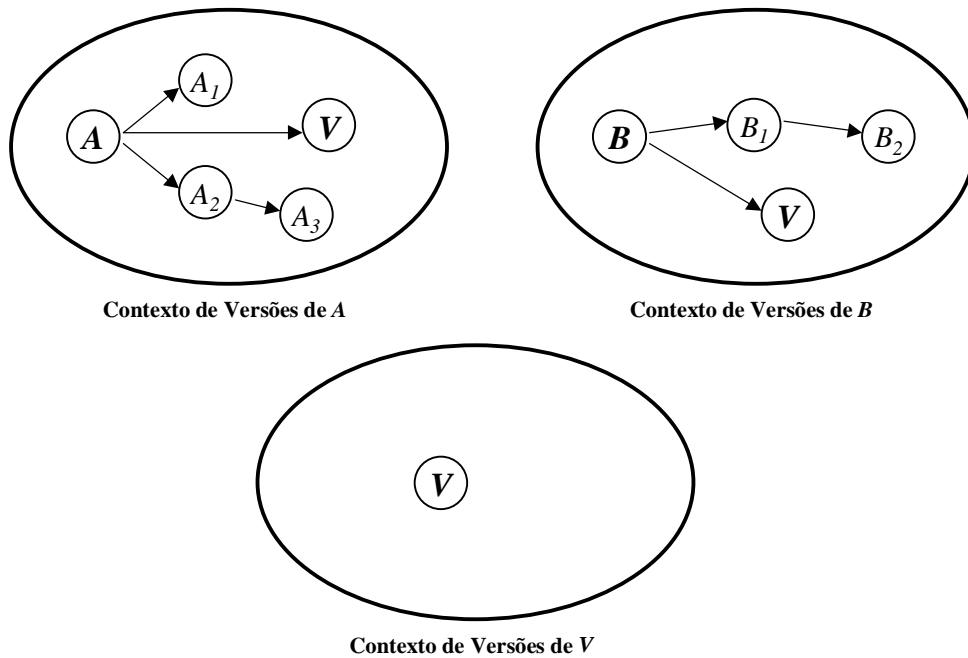 A₁
A
V
A₂
A₃
Contexto de Versões de A
B
B₁
B₂
V
Contexto de Versões de B
V
Contexto de Versões de V